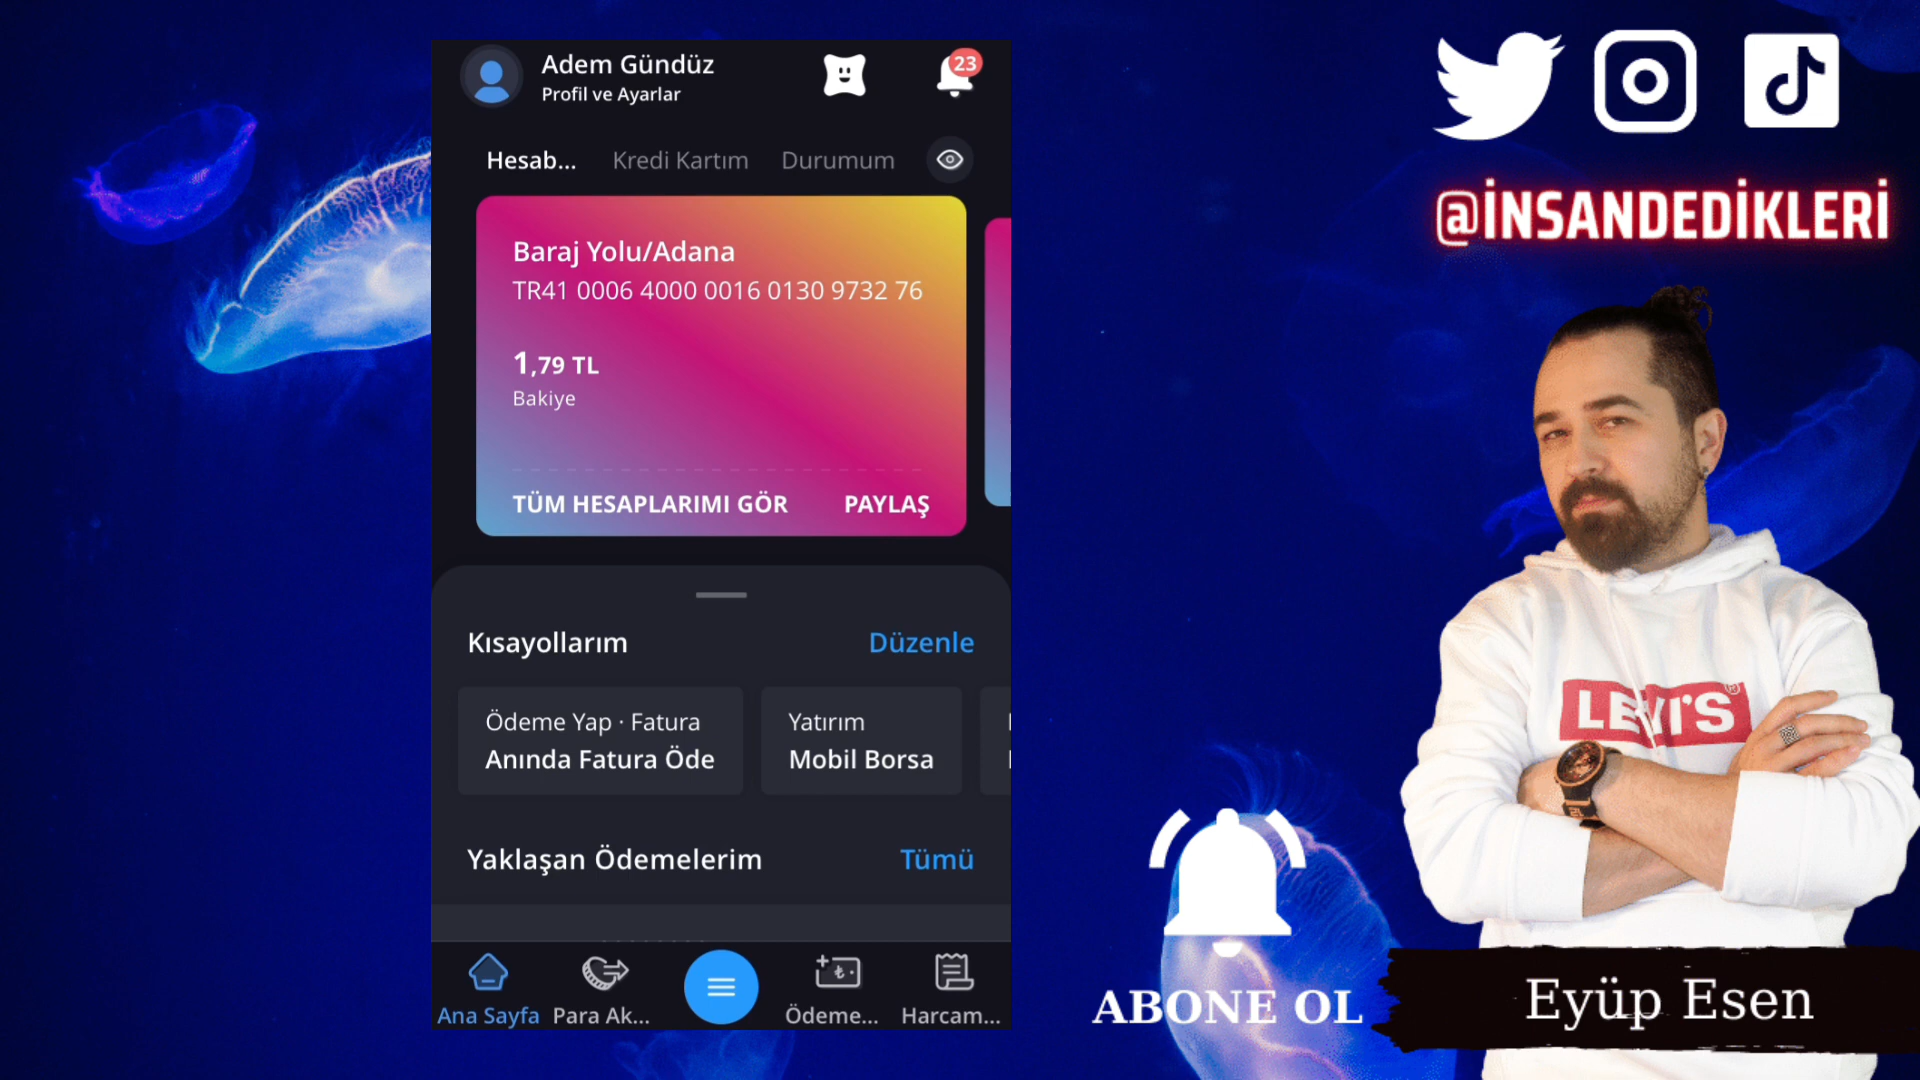 Adem Gündüz
Profil ve Ayarlar
23
Hesab...
Kredi Kartım
Durumum
Baraj Yolu/Adana
TR41 0006 4000 0016 0130 9732 76
1,79 TL
Bakiye
TÜM HESAPLARIMI GÖR
PAYLAŞ
Kısayollarım
Düzenle
Ödeme Yap · Fatura
Anında Fatura Öde
Yatırım
Mobil Borsa
Yaklaşan Ödemelerim
Tümü
Ana Sayfa
Para Ak...
Ödeme...
Harcam...
@İNSANDEDİKLERİ
LEVI'S
ABONE OL
Eyüp Esen